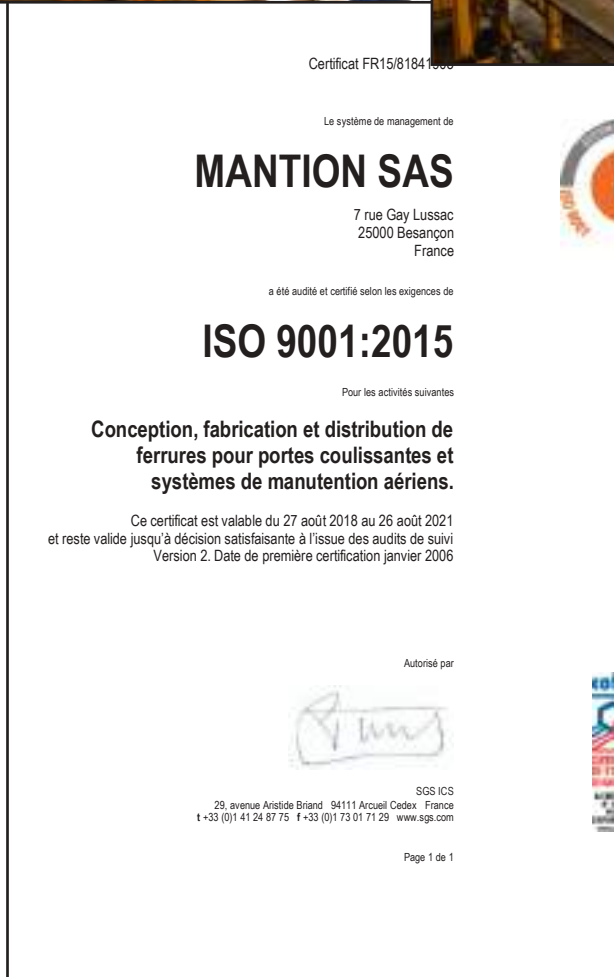 Certificat FR15/81841
Le système de management de
MANTION SAS
7 rue Gay Lussac
25000 Besançon
France
a été audité et certifié selon les exigences de
ISO 9001:2015
Pour les activités suivantes
Conception, fabrication et distribution de
ferrures pour portes coulissantes et
systèmes de manutention aériens.
Ce certificat est valable du 27 août 2018 au 26 août 2021
et reste valide jusqu'à décision satisfaisante à l'issue des audits de suivi
Version 2. Date de première certification janvier 2006
Autorisé par
SGS ICS
29, avenue Aristide Briand 94111 Arcueil Cedex France
t +33 (0)1 41 24 87 75 f +33 (0)1 73 01 71 29 www.sgs.com
Page 1 de 1
ISO 9001